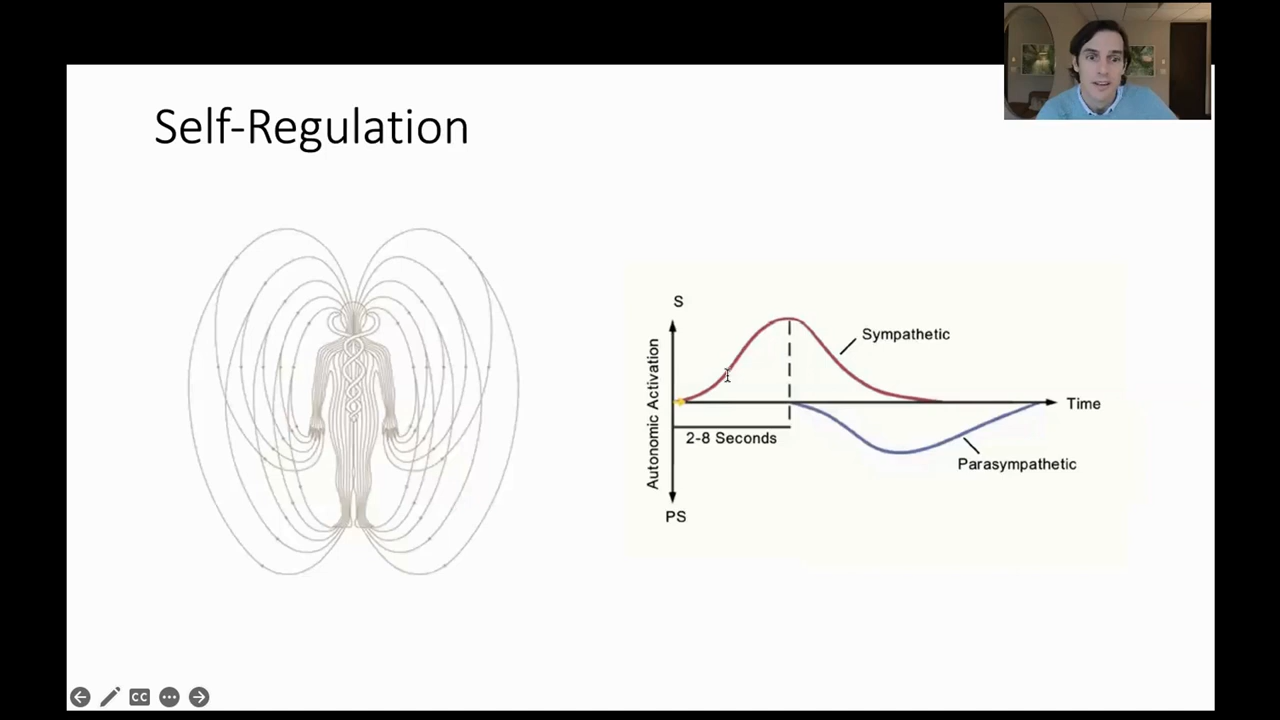 Self-Regulation
S
Sympathetic
Autonomic Activation
Time
2-8 Seconds
Parasympathetic
PS
CC